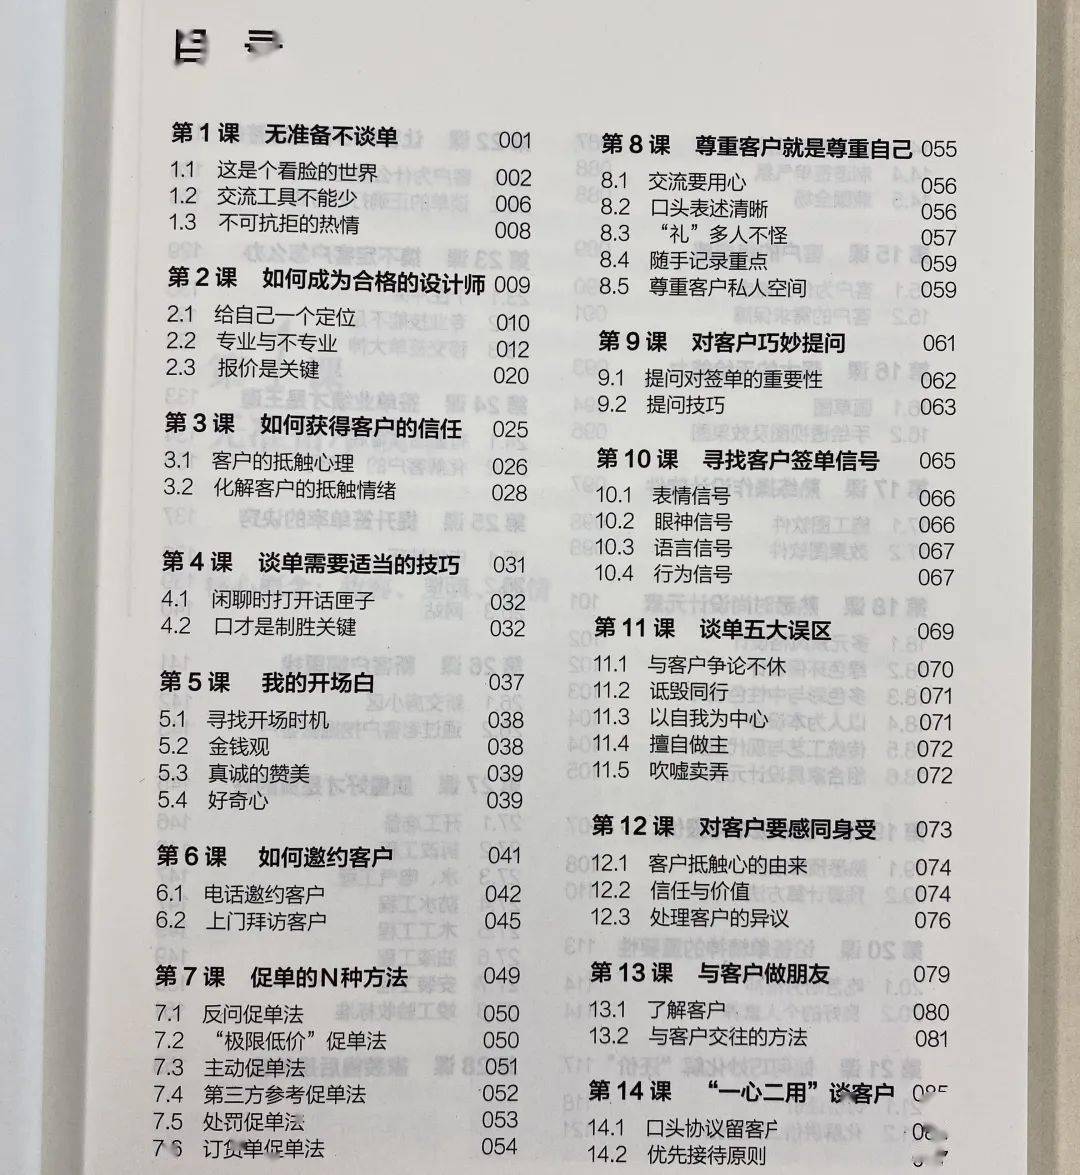 目 录
第1课 无准备不谈单 001
1.1 这是个看脸的世界 002
1.2 交流工具不能少 006
1.3 不可抗拒的热情 008
第2课 如何成为合格的设计师 009
2.1 给自己一个定位 010
2.2 专业与不专业 012
2.3 报价是关键 020
第3课 如何获得客户的信任 025
3.1 客户的抵触心理 026
3.2 化解客户的抵触情绪 028
第4课 谈单需要适当的技巧 031
4.1 闲聊时打开话匣子 032
4.2 口才是制胜关键 032
第5课 我的开场白 037
5.1 寻找开场时机 038
5.2 金钱观 038
5.3 真诚的赞美 039
5.4 好奇心 039
第6课 如何邀约客户 041
6.1 电话邀约客户 042
6.2 上门拜访客户 045
第7课 促单的N种方法 049
7.1 反问促单法 050
7.2 “极限低价”促单法 050
7.3 主动促单法 051
7.4 第三方参考促单法 052
7.5 处罚促单法 053
7.6 订货单促单法 054
第8课 尊重客户就是尊重自己 055
8.1 交流要用心 056
8.2 口头表述清晰 056
8.3 “礼”多人不怪 057
8.4 随手记录重点 059
8.5 尊重客户私人空间 059
第9课 对客户巧妙提问 061
9.1 提问对签单的重要性 062
9.2 提问技巧 063
第10课 寻找客户签单信号 065
10.1 表情信号 066
10.2 眼神信号 066
10.3 语言信号 067
10.4 行为信号 067
第11课 谈单五大误区 069
11.1 与客户争论不休 070
11.2 诋毁同行 071
11.3 以自我为中心 071
11.4 擅自做主 072
11.5 吹嘘卖弄 072
第12课 对客户要感同身受 073
12.1 客户抵触心的由来 074
12.2 信任与价值 074
12.3 处理客户的异议 076
第13课 与客户做朋友 079
13.1 了解客户 080
13.2 与客户交往的方法 081
第14课 “一心二用”谈客户
14.1 口头协议留客户
14.2 优先接待原则